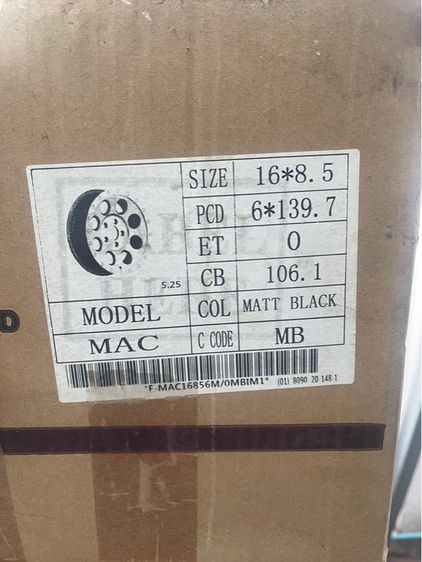 SIZE 16*8.5
PCD 6*139.7
ET 0
5.25 CB 106.1
MODEL COL MATT BLACK
MAC C CODE MB
*F-MAC16856M/0MBIM1* (01) 8090 20 148 1
D